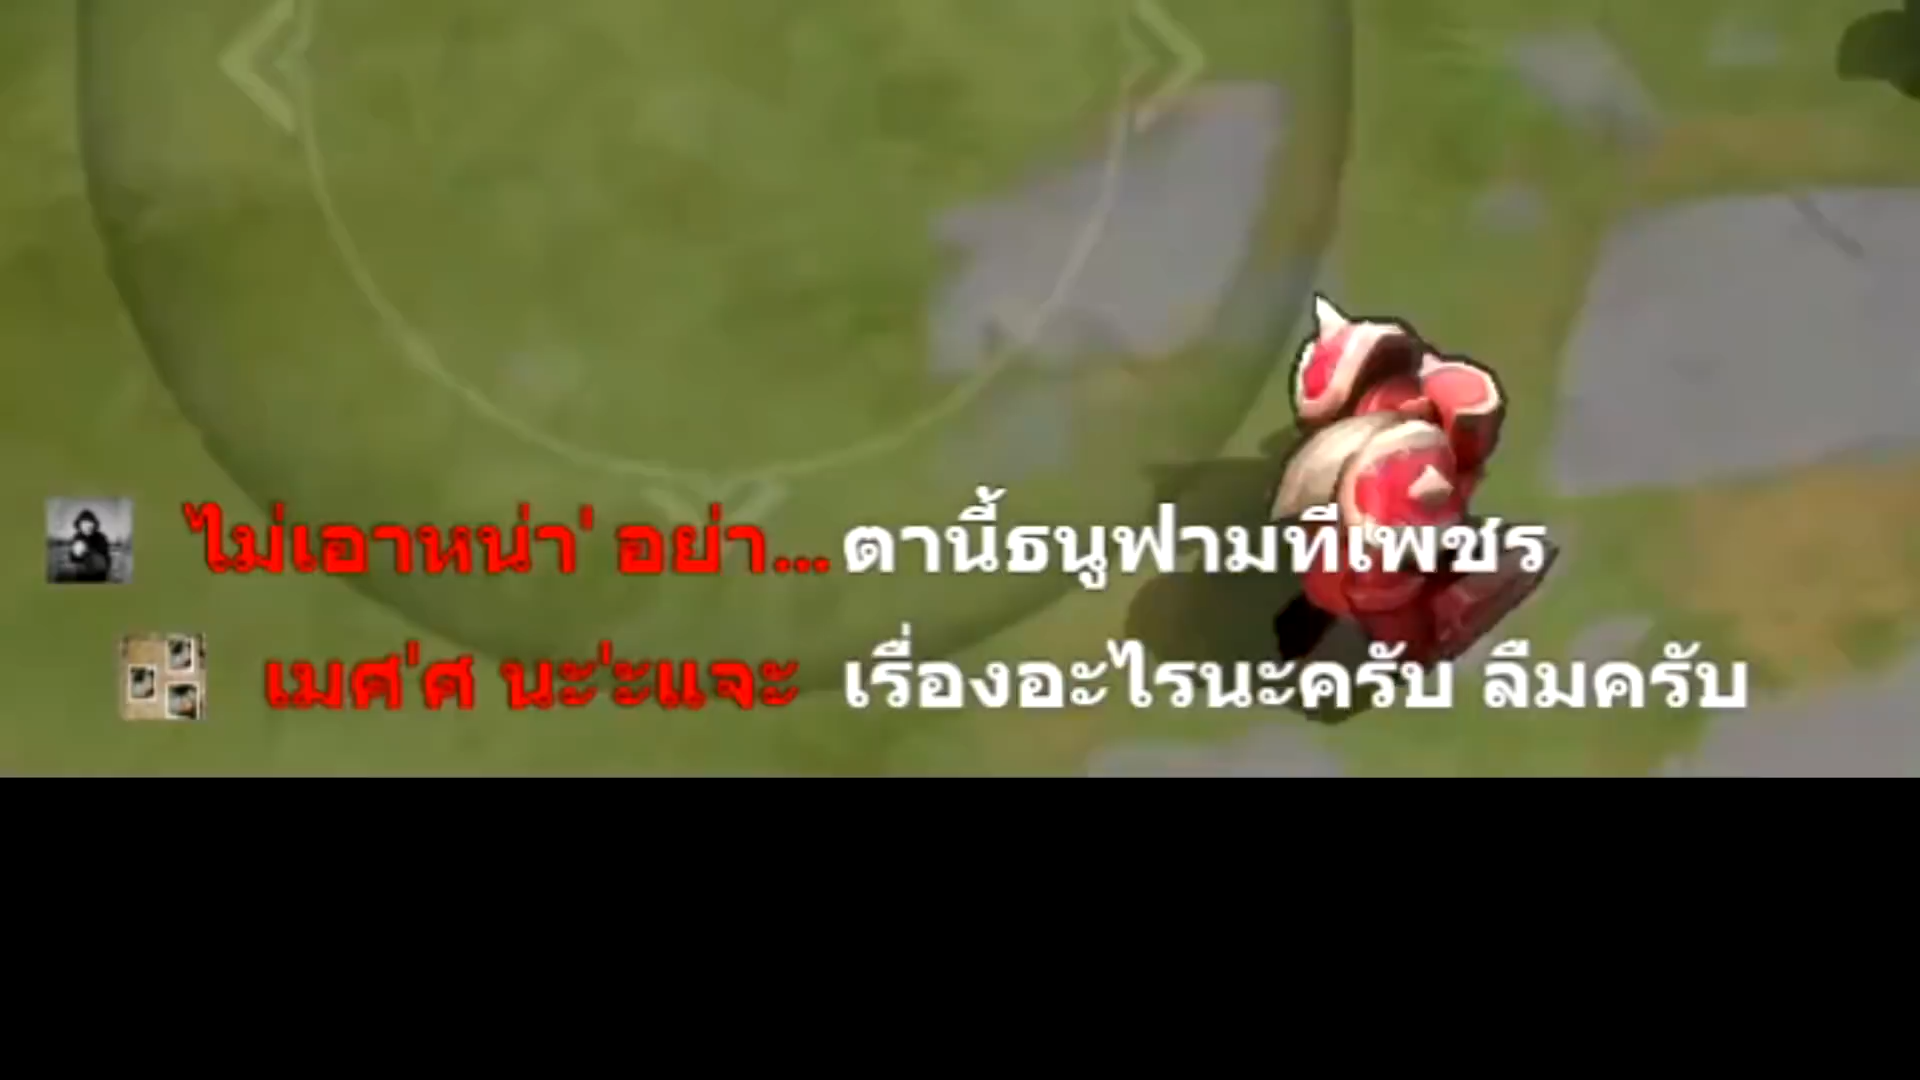 ไม่เอาหน่า' อย่า... ตานี้ธนูฟามทีเพชร
เมศ'ศ นะ'ะแจะ เรื่องอะไรนะครับ ลืมครับ